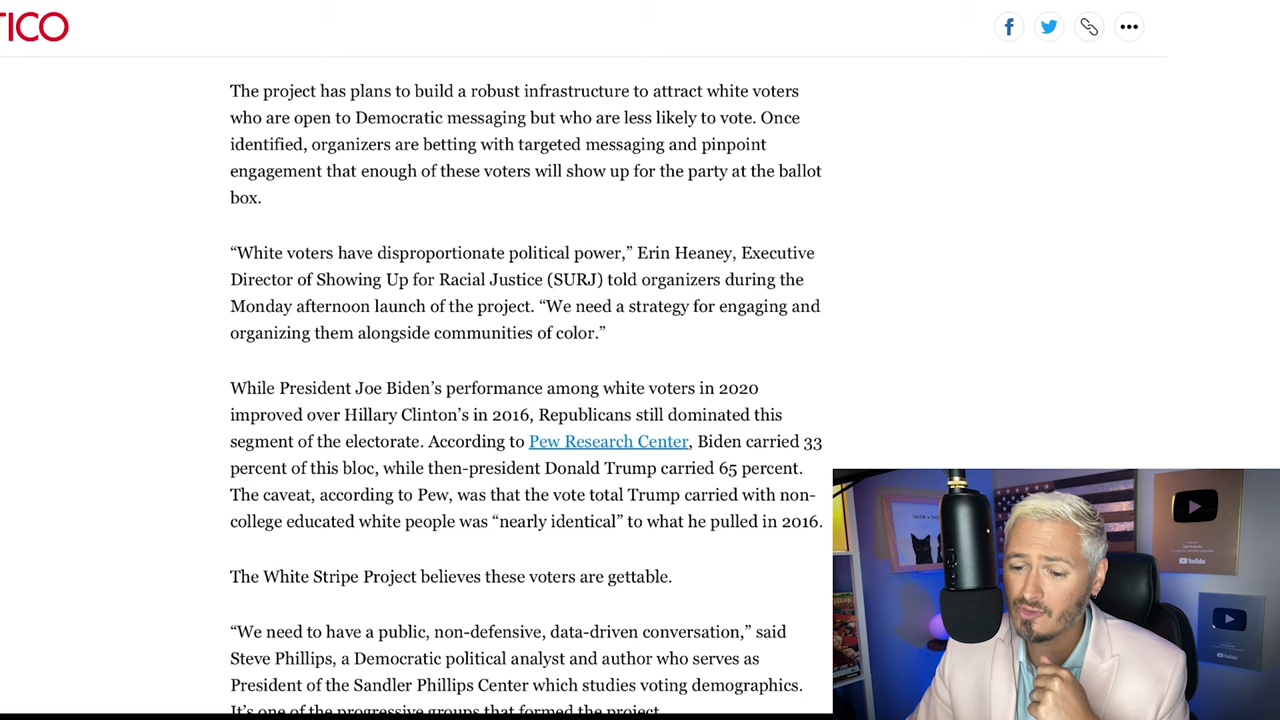 TICO
The project has plans to build a robust infrastructure to attract white voters
who are open to Democratic messaging but who are less likely to vote. Once
identified, organizers are betting with targeted messaging and pinpoint
engagement that enough of these voters will show up for the party at the ballot
box.
“White voters have disproportionate political power,” Erin Heaney, Executive
Director of Showing Up for Racial Justice (SURJ) told organizers during the
Monday afternoon launch of the project. “We need a strategy for engaging and
organizing them alongside communities of color.”
While President Joe Biden’s performance among white voters in 2020
improved over Hillary Clinton’s in 2016, Republicans still dominated this
segment of the electorate. According to Pew Research Center, Biden carried 33
percent of this bloc, while then-president Donald Trump carried 65 percent.
The caveat, according to Pew, was that the vote total Trump carried with non-
college educated white people was “nearly identical” to what he pulled in 2016.
The White Stripe Project believes these voters are gettable.
“We need to have a public, non-defensive, data-driven conversation,” said
Steve Phillips, a Democratic political analyst and author who serves as
President of the Sandler Phillips Center which studies voting demographics.
It’s one of the progressive groups that formed the project.
YouTube
YouTube